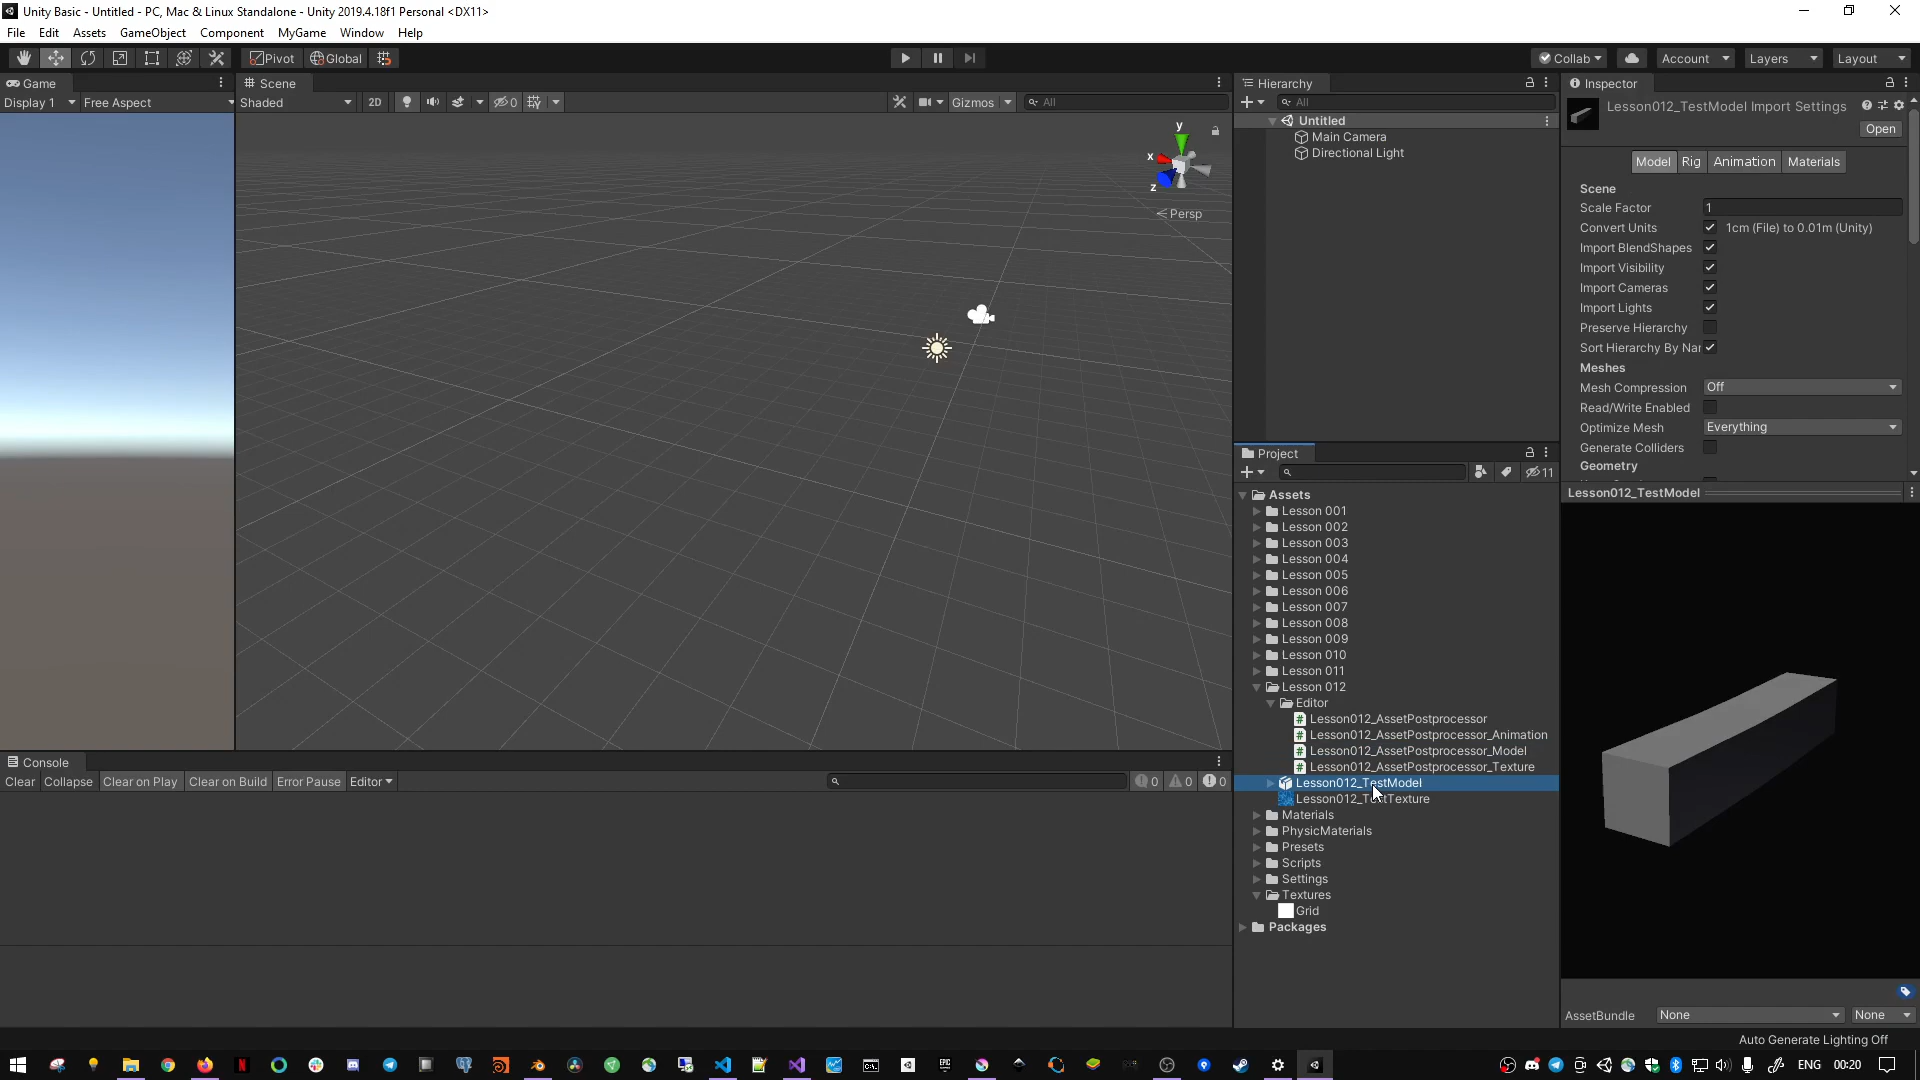 Unity Basic - Untitled - PC, Mac & Linux Standalone - Unity 2019.4.18f1 Personal <DX11>
File Edit Assets GameObject Component MyGame Window Help
Pivot Global Collab Account Layers Layout
Game
Display 1 Free Aspect
Scene
Shaded 2D 0 Gizmos All
y
x
z
Persp
Hierarchy
All
Untitled
Main Camera
Directional Light
Project
11
Assets
Lesson 001
Lesson 002
Lesson 003
Lesson 004
Lesson 005
Lesson 006
Lesson 007
Lesson 008
Lesson 009
Lesson 010
Lesson 011
Lesson 012
Editor
Lesson012_AssetPostprocessor
Lesson012_AssetPostprocessor_Animation
Lesson012_AssetPostprocessor_Model
Lesson012_AssetPostprocessor_Texture
Lesson012_TestModel
Lesson012_TestTexture
Materials
PhysicMaterials
Presets
Scripts
Settings
Textures
Grid
Packages
Inspector
Lesson012_TestModel Import Settings
Open
Model Rig Animation Materials
Scene
Scale Factor 1
Convert Units 1cm (File) to 0.01m (Unity)
Import BlendShapes
Import Visibility
Import Cameras
Import Lights
Preserve Hierarchy
Sort Hierarchy By Nar
Meshes
Mesh Compression Off
Read/Write Enabled
Optimize Mesh Everything
Generate Colliders
Geometry
Lesson012_TestModel
AssetBundle None None
Console
Clear Collapse Clear on Play Clear on Build Error Pause Editor 0 0 0
Auto Generate Lighting Off
ENG 00:20